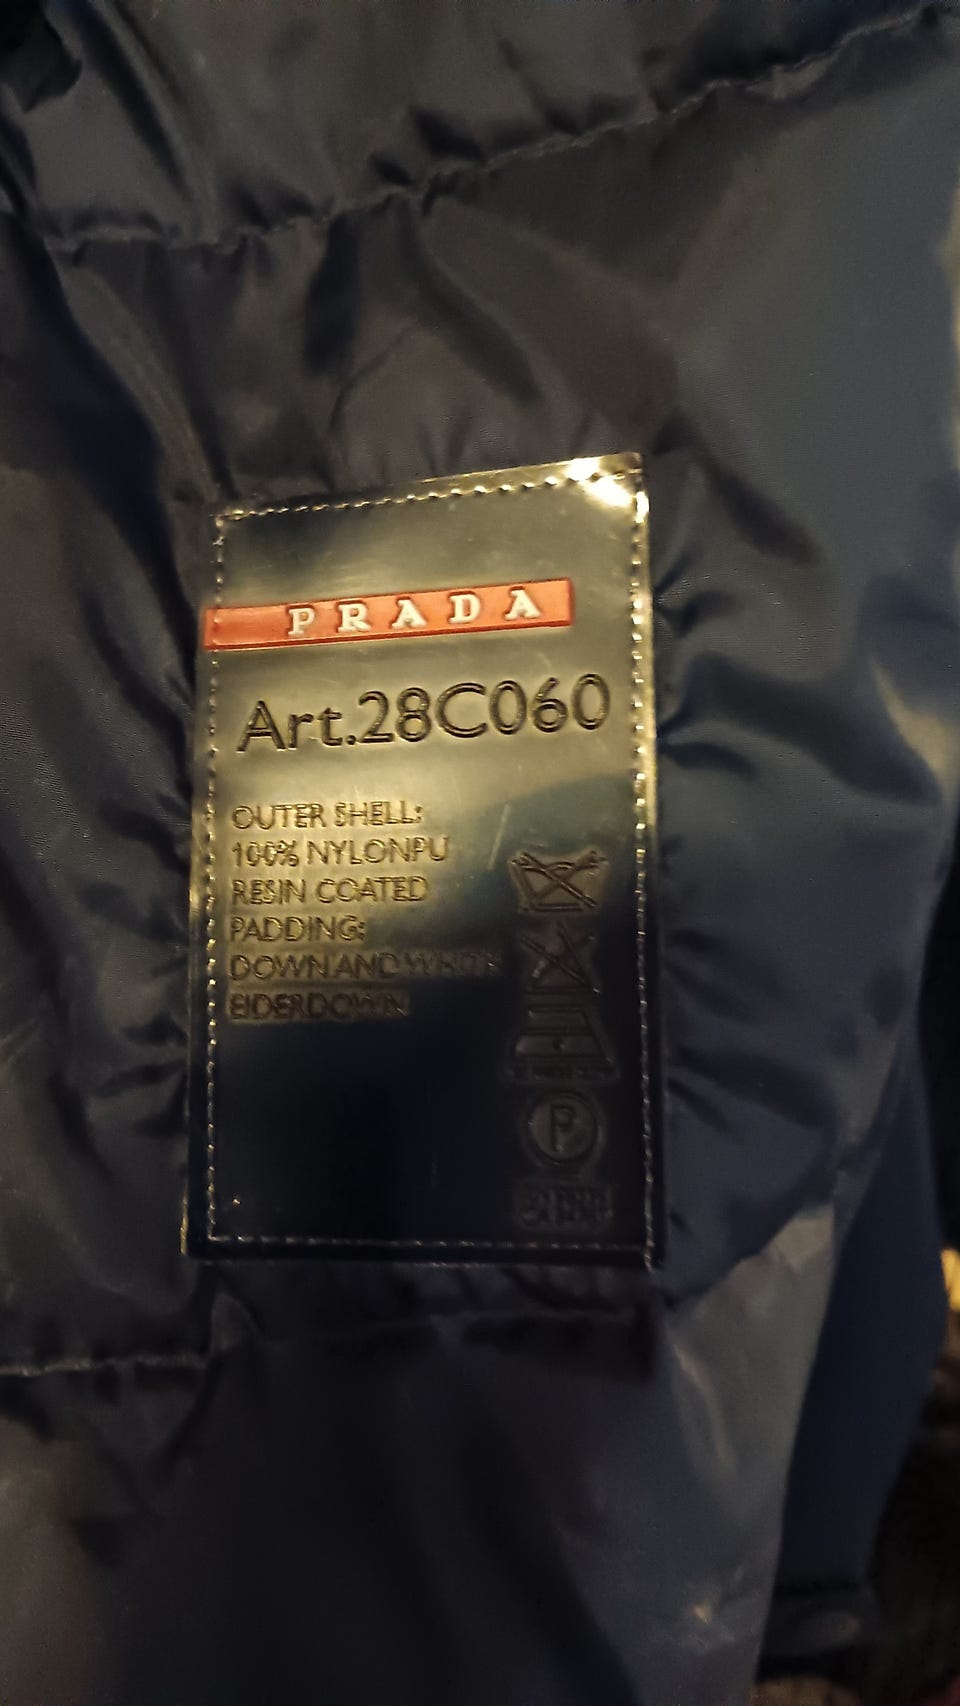 PRADA
Art.28C060
OUTER SHELL:
100% NYLONPU
RESIN COATED
PADDING:
DOWN AND WHITE
EIDERDOWN
P